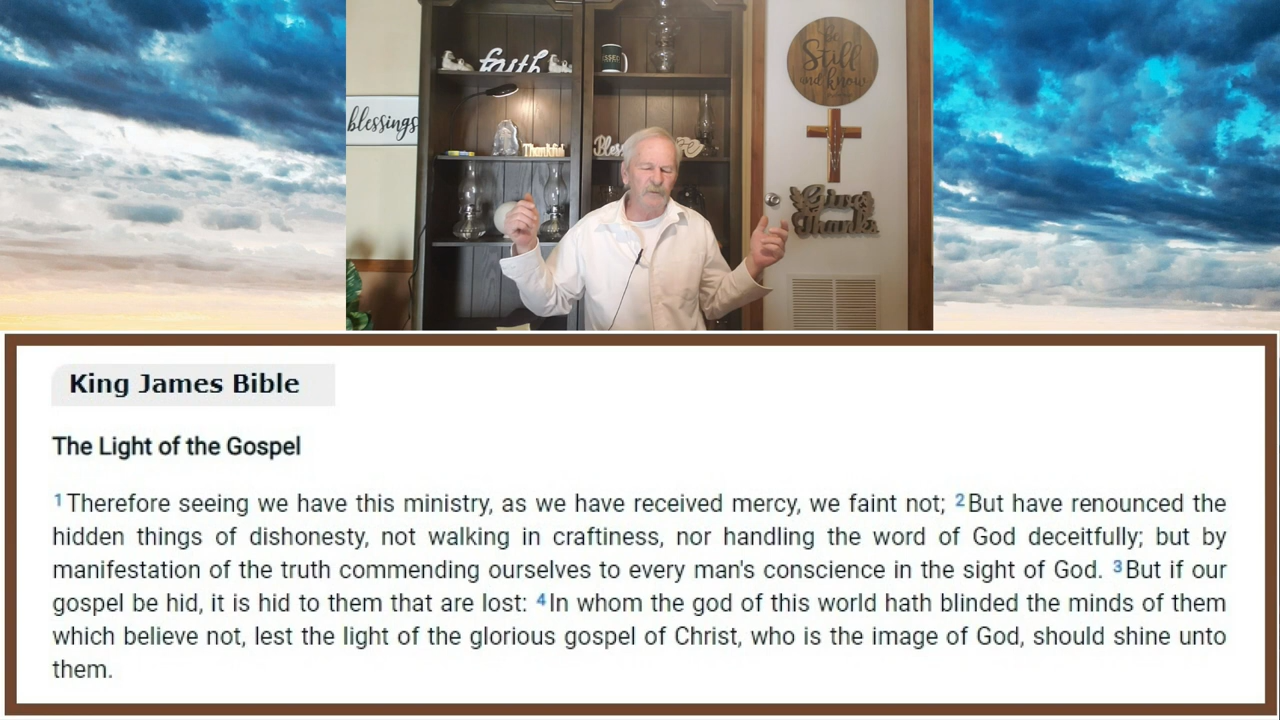 faith
blessings
Thankful
be
Still
and know
Give
Thanks
King James Bible
The Light of the Gospel
1 Therefore seeing we have this ministry, as we have received mercy, we faint not; 2 But have renounced the
hidden things of dishonesty, not walking in craftiness, nor handling the word of God deceitfully; but by
manifestation of the truth commending ourselves to every man's conscience in the sight of God. 3 But if our
gospel be hid, it is hid to them that are lost: 4 In whom the god of this world hath blinded the minds of them
which believe not, lest the light of the glorious gospel of Christ, who is the image of God, should shine unto
them.